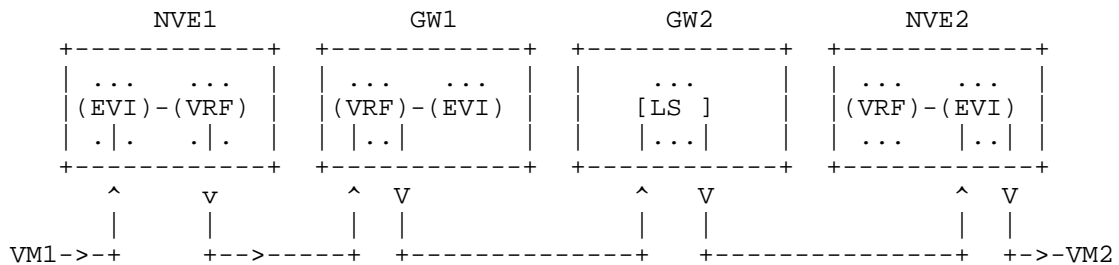 NVE1               GW1             GW2            NVE2
      +------------+   +------------+   +-----------+   +------------+
      |  ...   ... |   |  ...   ... |   |    ...    |   |  ...   ... |
      |(EVI)-(VRF) |   |(VRF)-(EVI) |   |   [LS ]   |   |(VRF)-(EVI) |
      |  .|.   .|. |   | |..|       |   |   |...|   |   | ...   |..| |
      +------------+   +------------+   +-----------+   +------------+
         ^     v         ^  V               ^   V               ^  V
         |     |         |  |               |   |               |  |
VM1->-+     +-->-----+  +--------------+   +---------------+  +->-VM2